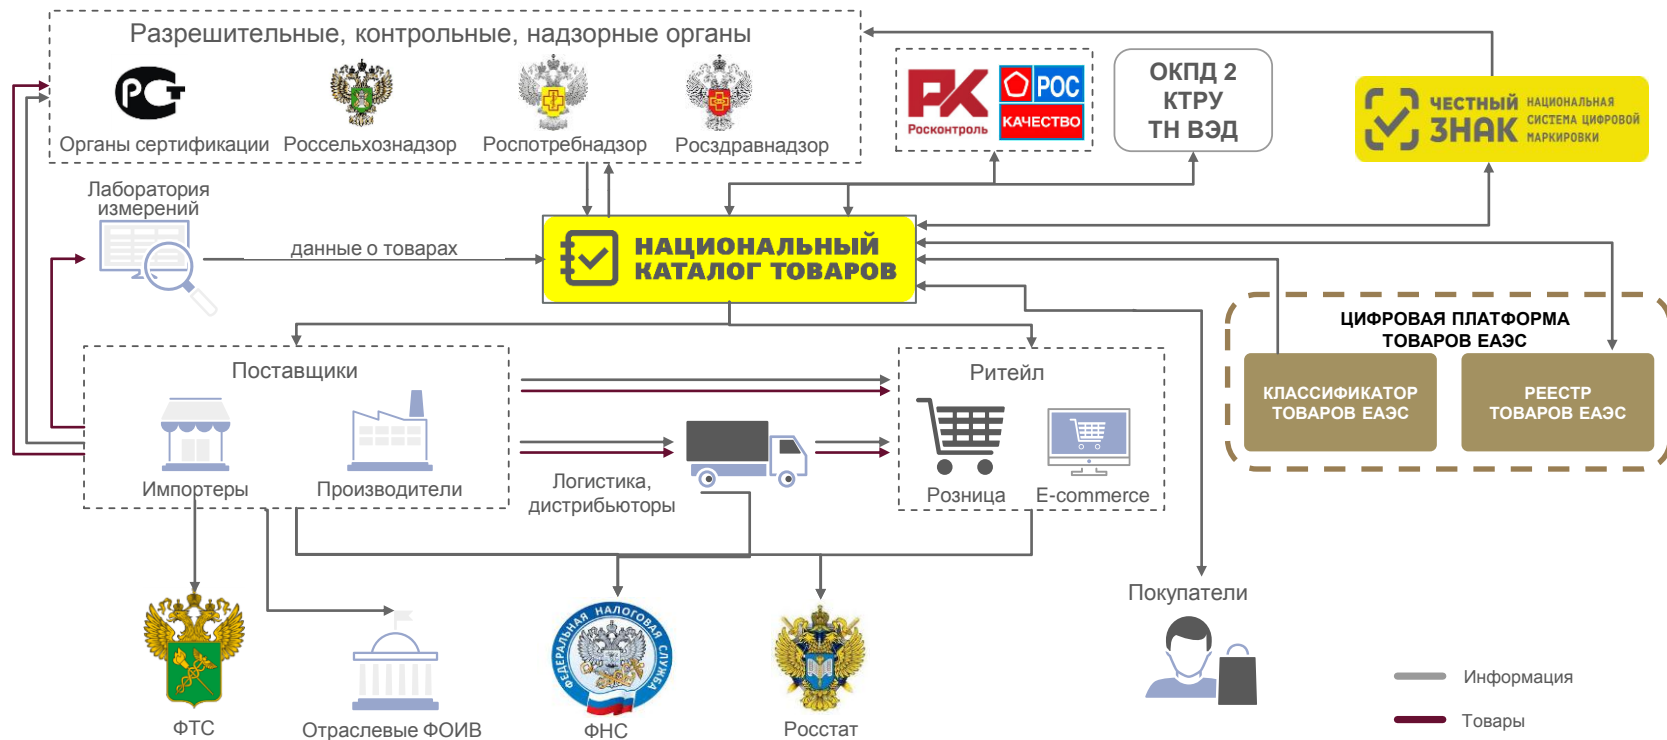 Разрешительные, контрольные, надзорные органы
Органы сертификации
Россельхознадзор
Роспотребнадзор
Росздравнадзор
РК
Росконтроль
РОС
КАЧЕСТВО
ОКПД 2
КТРУ
ТН ВЭД
ЧЕСТНЫЙ
ЗНАК
НАЦИОНАЛЬНАЯ
СИСТЕМА ЦИФРОВОЙ
МАРКИРОВКИ
Лаборатория
измерений
данные о товарах
НАЦИОНАЛЬНЫЙ
КАТАЛОГ ТОВАРОВ
ЦИФРОВАЯ ПЛАТФОРМА
ТОВАРОВ ЕАЭС
КЛАССИФИКАТОР
ТОВАРОВ ЕАЭС
РЕЕСТР
ТОВАРОВ ЕАЭС
Поставщики
Импортеры
Производители
Логистика,
дистрибьюторы
Ритейл
Розница
E-commerce
Покупатели
ФТС
Отраслевые ФОИВ
ФЕДЕРАЛЬНАЯ НАЛОГОВАЯ СЛУЖБА
ФНС
Росстат
Информация
Товары